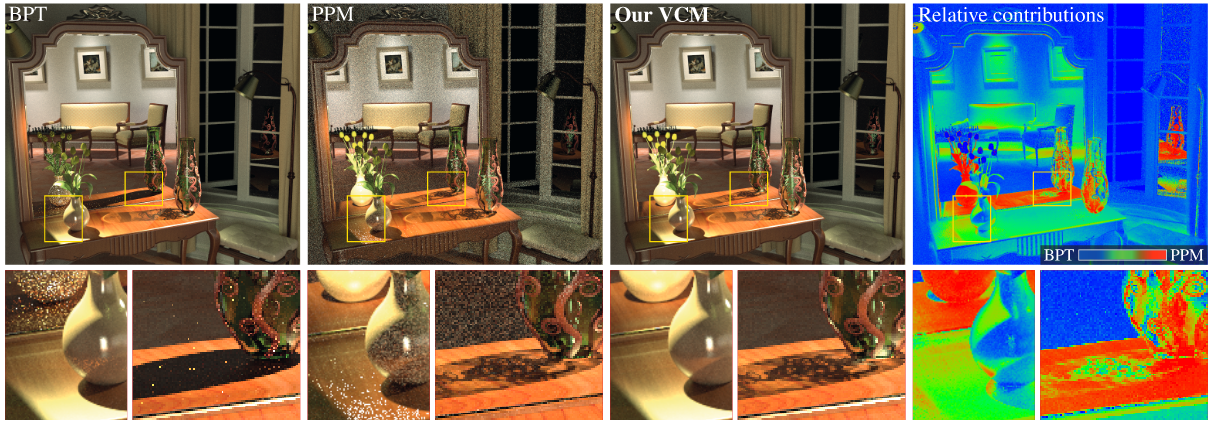 BPT
PPM
Our VCM
Relative contributions
BPT PPM